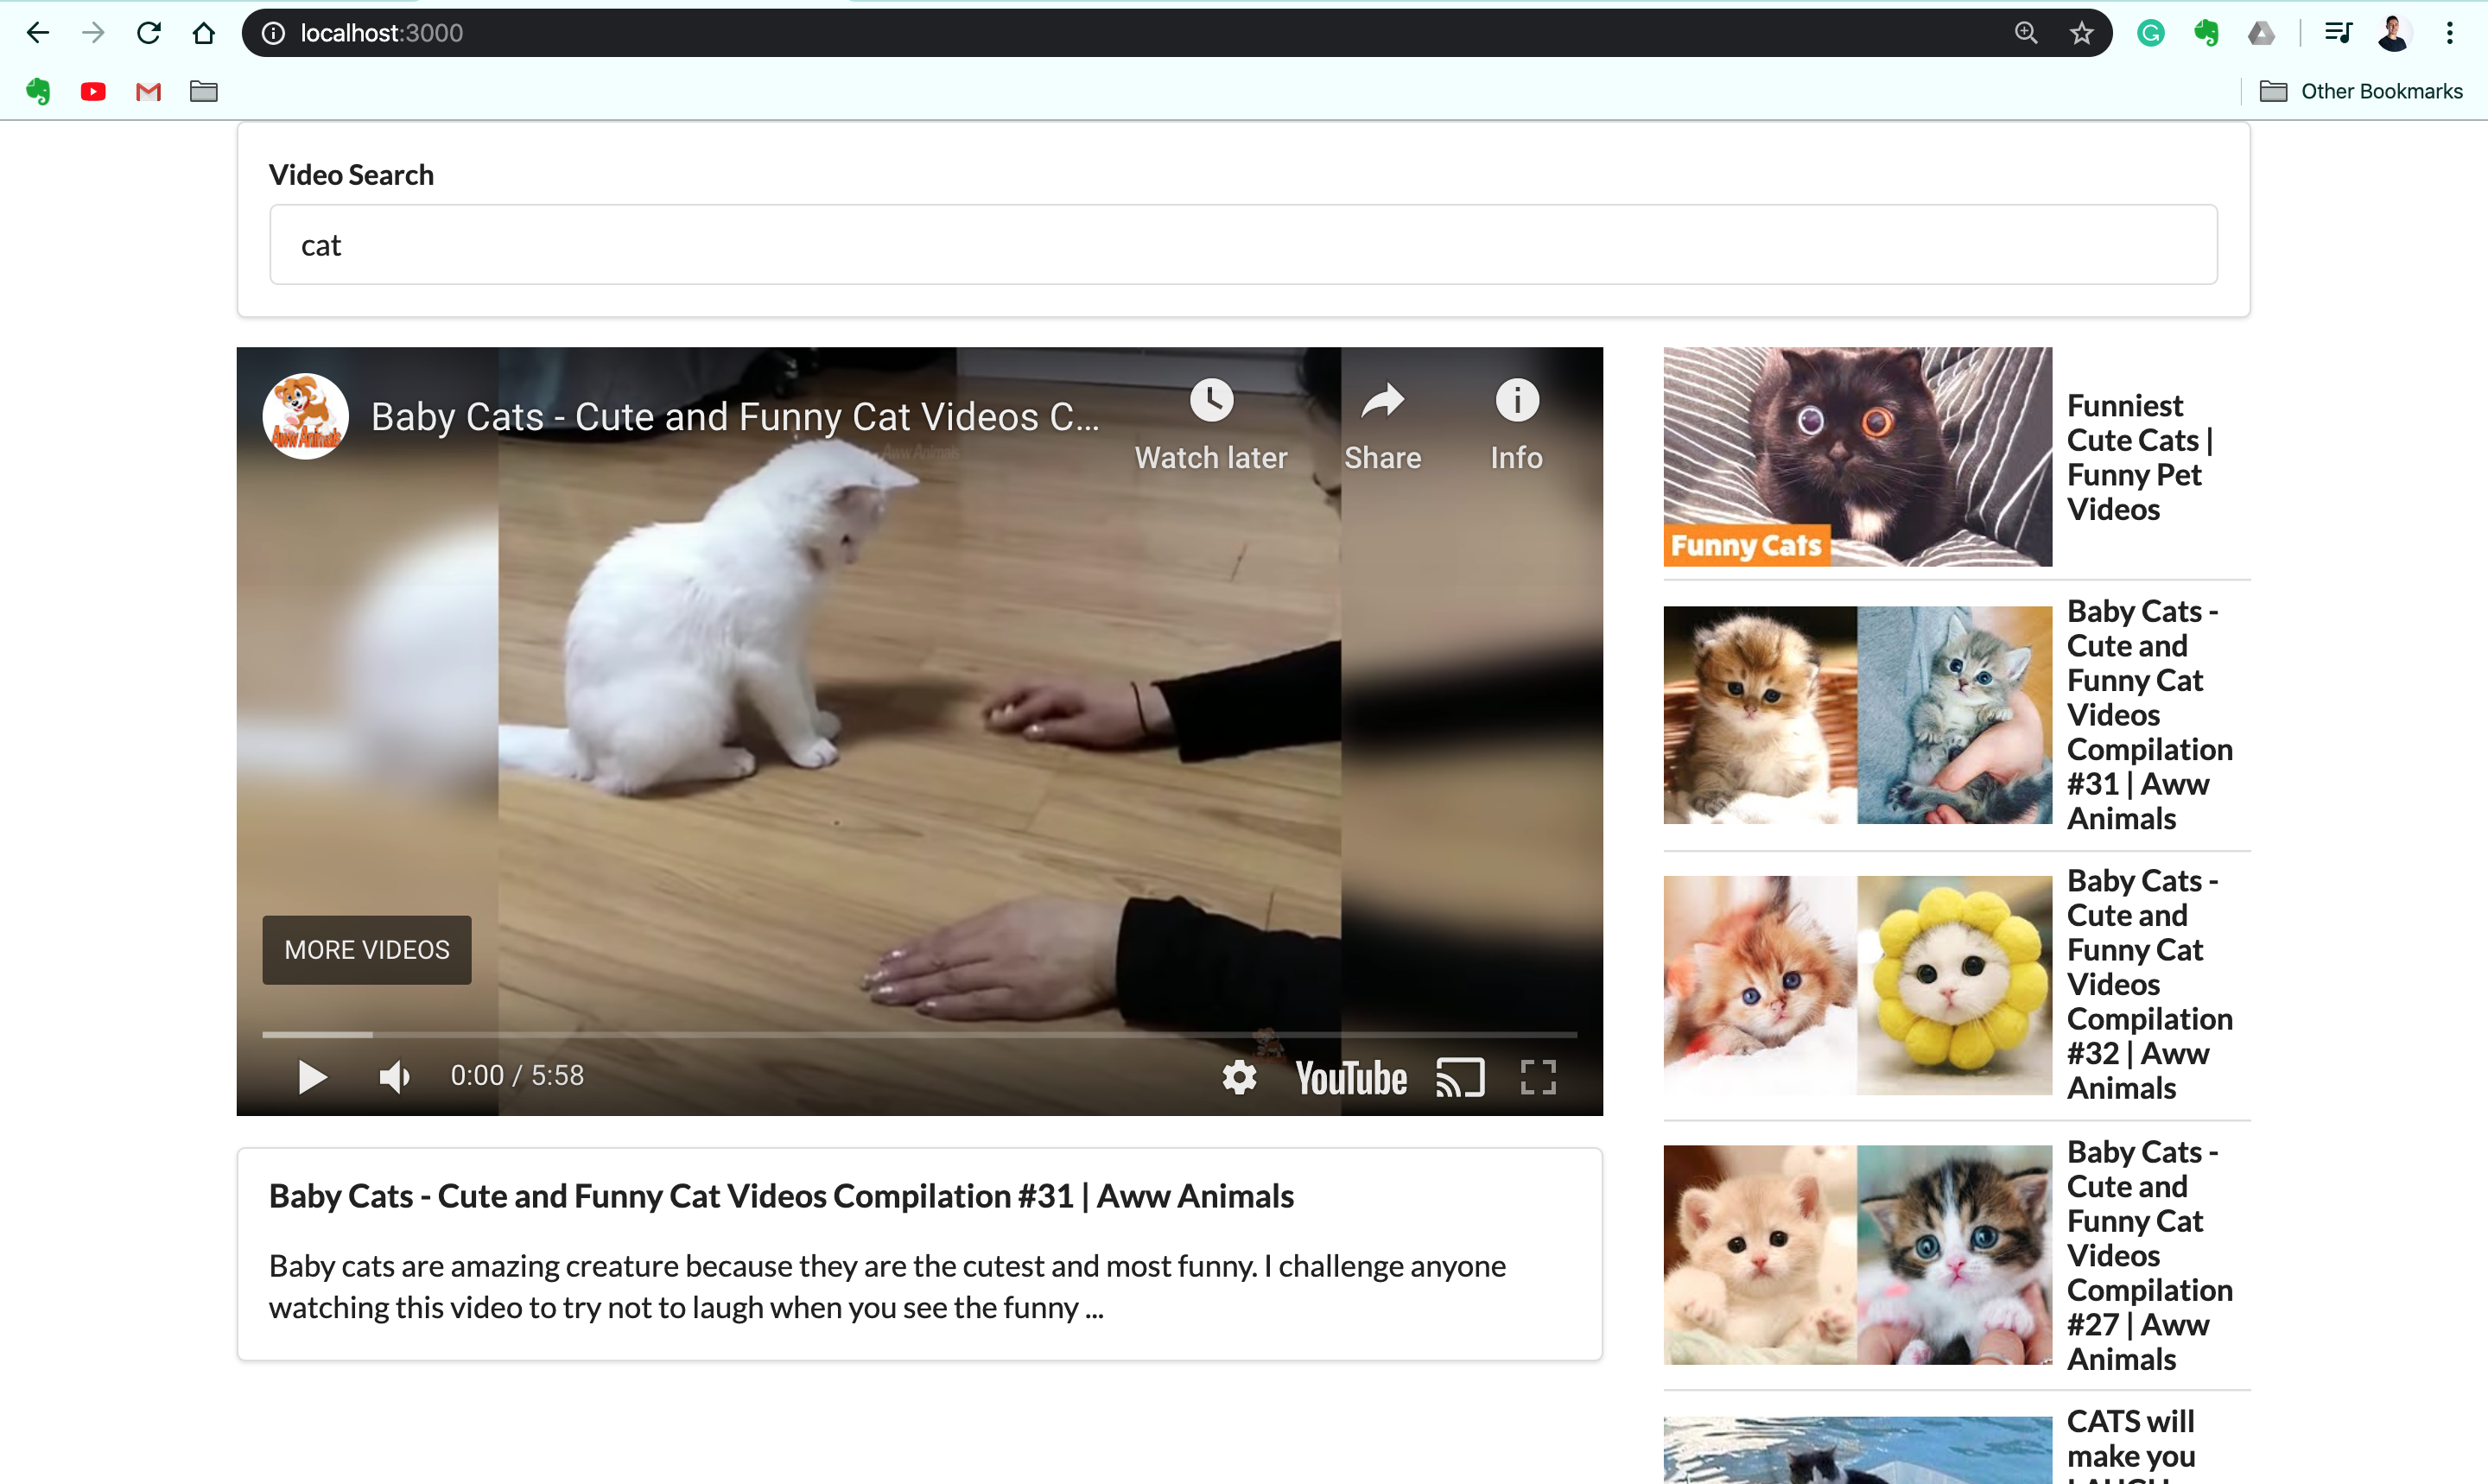 localhost:3000
Other Bookmarks
Video Search
cat
Aww Animals
Baby Cats - Cute and Funny Cat Videos C...
Watch later
Share
Info
Aww Animals
MORE VIDEOS
0:00 / 5:58
YouTube
Baby Cats - Cute and Funny Cat Videos Compilation #31 | Aww Animals
Baby cats are amazing creature because they are the cutest and most funny. I challenge anyone
watching this video to try not to laugh when you see the funny ...
Funny Cats
Funniest
Cute Cats |
Funny Pet
Videos
Baby Cats -
Cute and
Funny Cat
Videos
Compilation
#31 | Aww
Animals
Baby Cats -
Cute and
Funny Cat
Videos
Compilation
#32 | Aww
Animals
Baby Cats -
Cute and
Funny Cat
Videos
Compilation
#27 | Aww
Animals
CATS will
make you